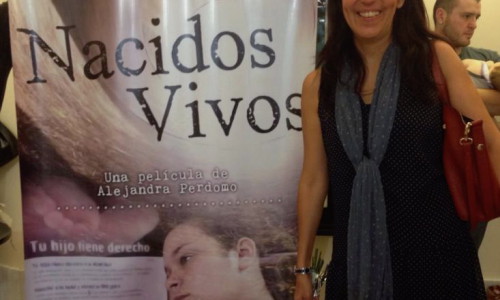 Nacidos
Vivos
Una película de
Alejandra Perdomo
Tu hijo tiene derecho